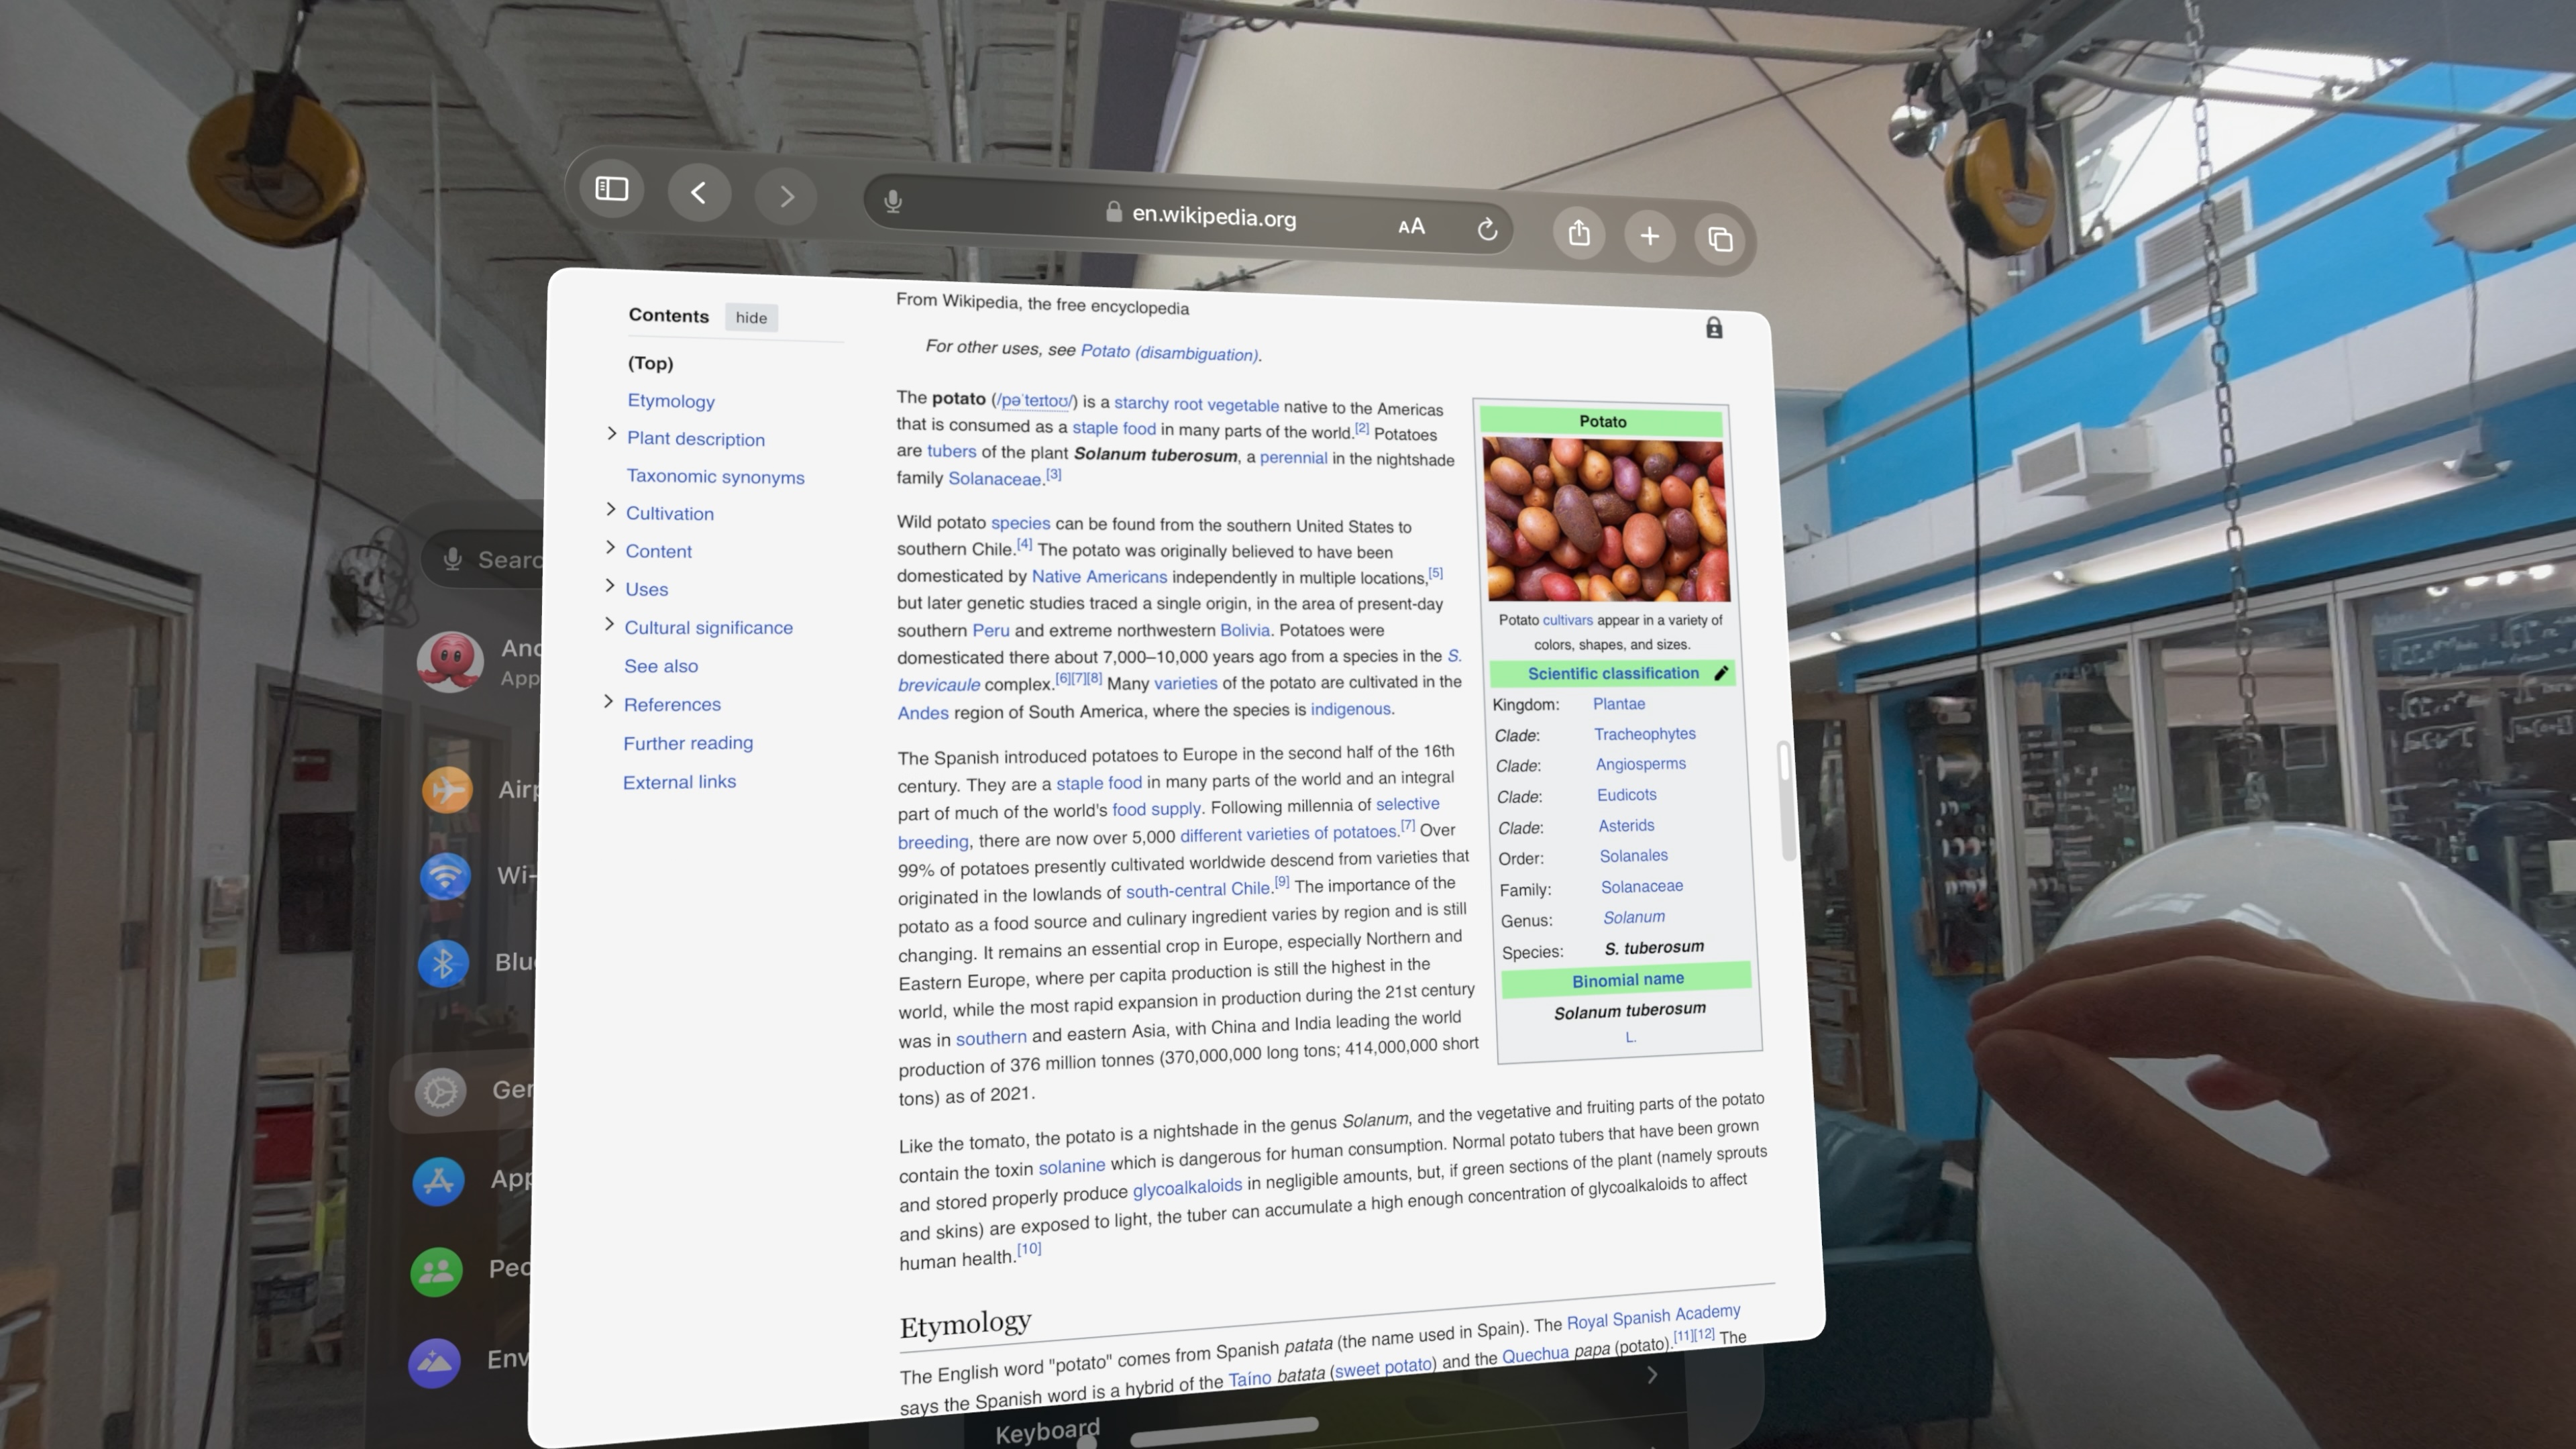 en.wikipedia.org
AA
Contents hide
(Top)
Etymology
Plant description
Taxonomic synonyms
Cultivation
Content
Uses
Cultural significance
See also
References
Further reading
External links
From Wikipedia, the free encyclopedia
For other uses, see Potato (disambiguation).
The potato (/pəˈteɪtoʊ/) is a starchy root vegetable native to the Americas
that is consumed as a staple food in many parts of the world.[2] Potatoes
are tubers of the plant Solanum tuberosum, a perennial in the nightshade
family Solanaceae.[3]
Wild potato species can be found from the southern United States to
southern Chile.[4] The potato was originally believed to have been
domesticated by Native Americans independently in multiple locations,[5]
but later genetic studies traced a single origin, in the area of present-day
southern Peru and extreme northwestern Bolivia. Potatoes were
domesticated there about 7,000–10,000 years ago from a species in the S.
brevicaule complex.[6][7][8] Many varieties of the potato are cultivated in the
Andes region of South America, where the species is indigenous.
The Spanish introduced potatoes to Europe in the second half of the 16th
century. They are a staple food in many parts of the world and an integral
part of much of the world's food supply. Following millennia of selective
breeding, there are now over 5,000 different varieties of potatoes.[7] Over
99% of potatoes presently cultivated worldwide descend from varieties that
originated in the lowlands of south-central Chile.[9] The importance of the
potato as a food source and culinary ingredient varies by region and is still
changing. It remains an essential crop in Europe, especially Northern and
Eastern Europe, where per capita production is still the highest in the
world, while the most rapid expansion in production during the 21st century
was in southern and eastern Asia, with China and India leading the world
production of 376 million tonnes (370,000,000 long tons; 414,000,000 short
tons) as of 2021.
Like the tomato, the potato is a nightshade in the genus Solanum, and the vegetative and fruiting parts of the potato
contain the toxin solanine which is dangerous for human consumption. Normal potato tubers that have been grown
and stored properly produce glycoalkaloids in negligible amounts, but, if green sections of the plant (namely sprouts
and skins) are exposed to light, the tuber can accumulate a high enough concentration of glycoalkaloids to affect
human health.[10]
Etymology
The English word "potato" comes from Spanish patata (the name used in Spain). The Royal Spanish Academy
says the Spanish word is a hybrid of the Taíno batata (sweet potato) and the Quechua papa (potato).[11][12] The
Potato
Potato cultivars appear in a variety of
colors, shapes, and sizes.
Scientific classification
Kingdom: Plantae
Clade: Tracheophytes
Clade: Angiosperms
Clade: Eudicots
Clade: Asterids
Order: Solanales
Family: Solanaceae
Genus: Solanum
Species: S. tuberosum
Binomial name
Solanum tuberosum
L.
Searc
And
App
Airp
Wi-
Blu
Gen
App
Peo
Env
Keyboard